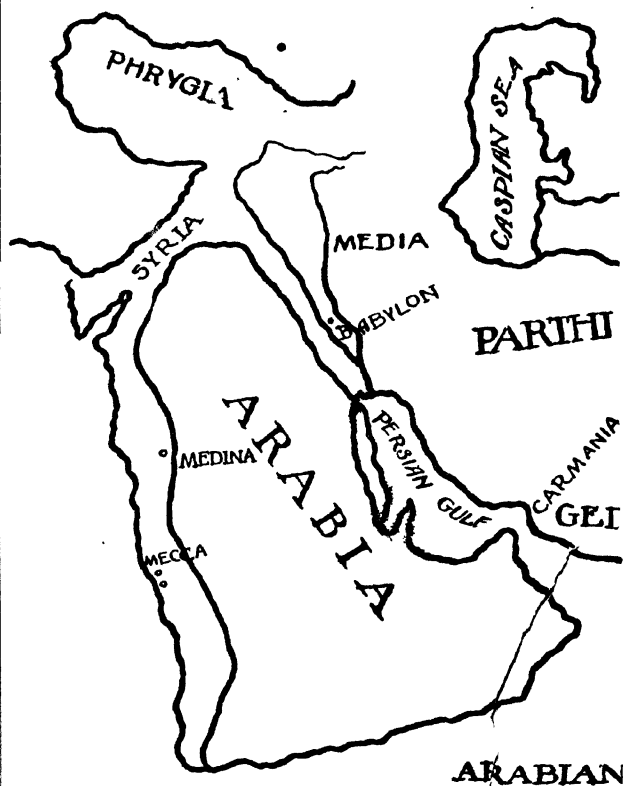 PHRYGIA
CASPIAN SEA
SYRIA
MEDIA
BABYLON
PARTHI
ARABIA
PERSIAN GULF
CARMANIA
MEDINA
GEI
MECCA
ARABIAN